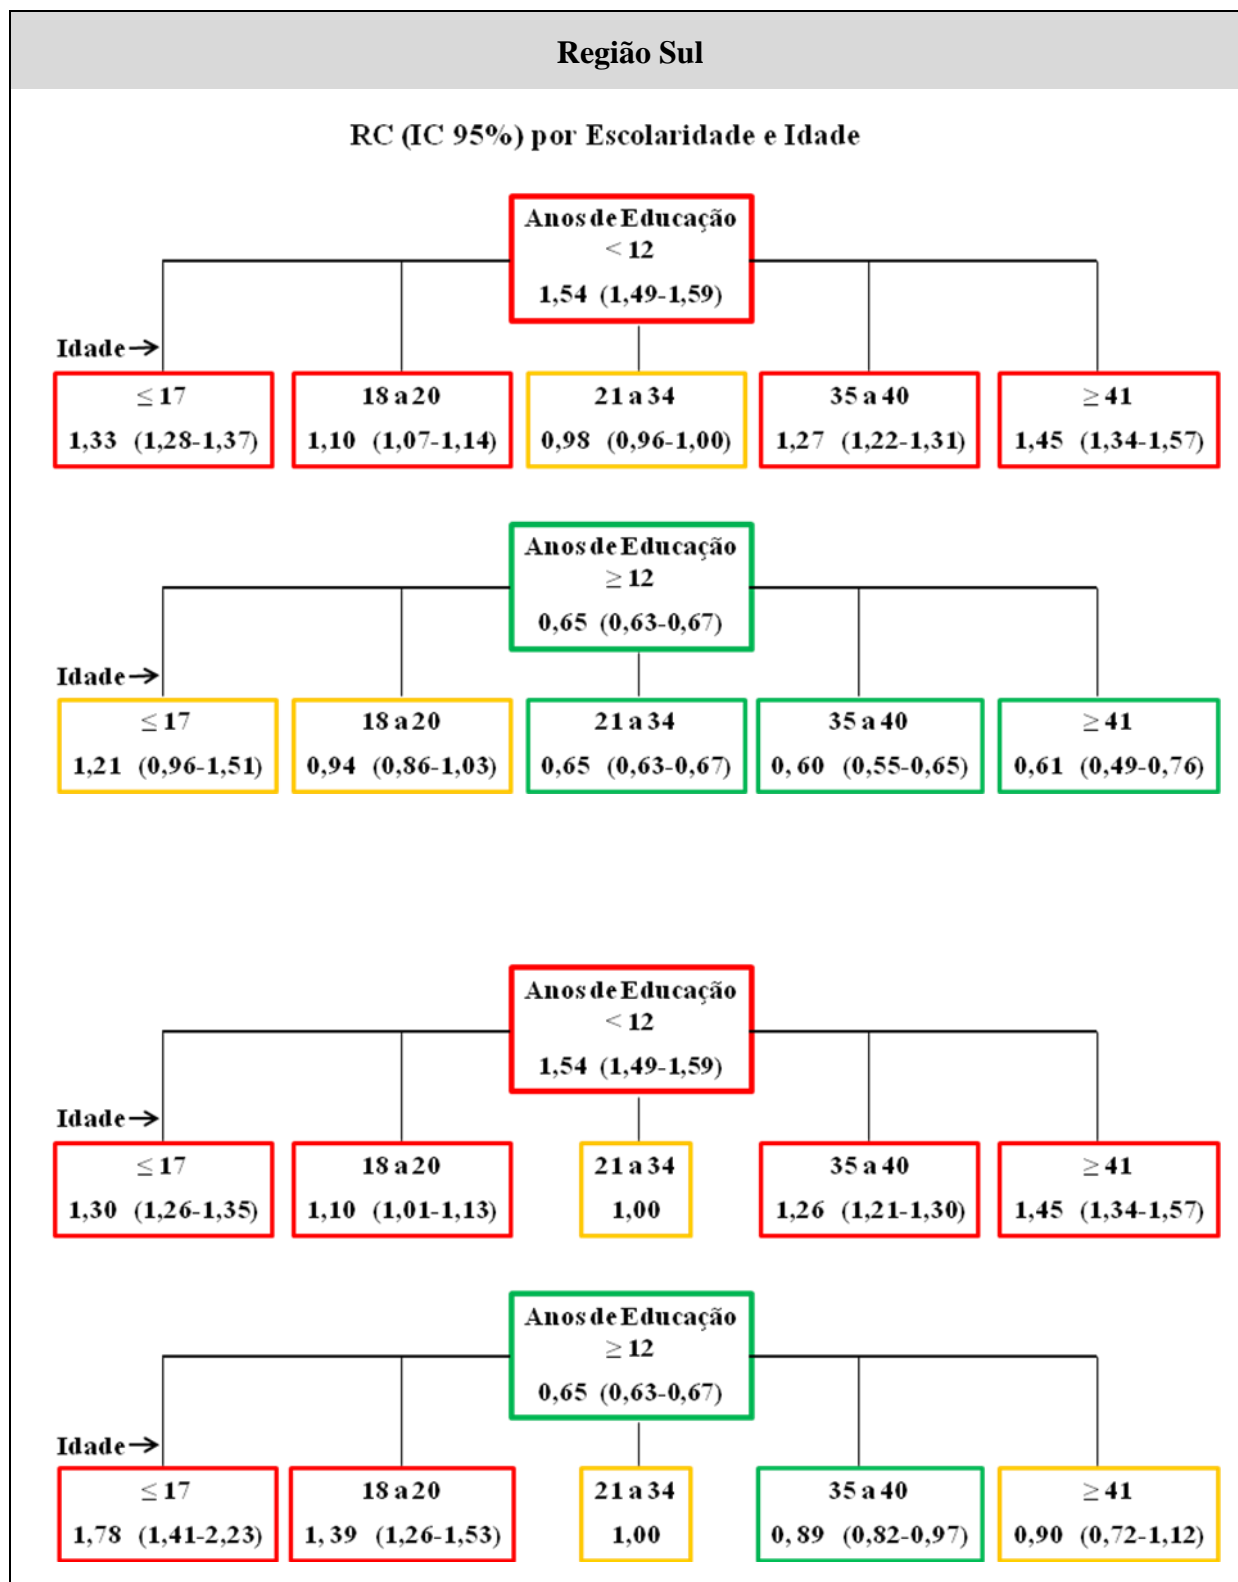 Região Sul
RC (IC 95%) por Escolaridade e Idade
Anos de Educação
< 12
1,54 (1,49-1,59)
Idade→
≤ 17
1,33 (1,28-1,37)
18 a 20
1,10 (1,07-1,14)
21 a 34
0,98 (0,96-1,00)
35 a 40
1,27 (1,22-1,31)
≥ 41
1,45 (1,34-1,57)
Anos de Educação
≥ 12
0,65 (0,63-0,67)
Idade→
≤ 17
1,21 (0,96-1,51)
18 a 20
0,94 (0,86-1,03)
21 a 34
0,65 (0,63-0,67)
35 a 40
0, 60 (0,55-0,65)
≥ 41
0,61 (0,49-0,76)
Anos de Educação
< 12
1,54 (1,49-1,59)
Idade→
≤ 17
1,30 (1,26-1,35)
18 a 20
1,10 (1,01-1,13)
21 a 34
1,00
35 a 40
1,26 (1,21-1,30)
≥ 41
1,45 (1,34-1,57)
Anos de Educação
≥ 12
0,65 (0,63-0,67)
Idade→
≤ 17
1,78 (1,41-2,23)
18 a 20
1, 39 (1,26-1,53)
21 a 34
1,00
35 a 40
0, 89 (0,82-0,97)
≥ 41
0,90 (0,72-1,12)